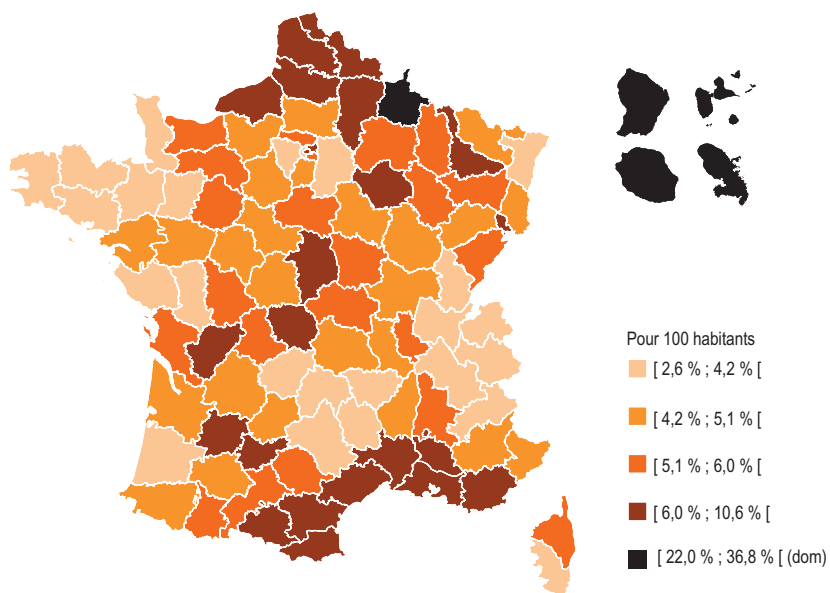 Pour 100 habitants
[ 2,6 % ; 4,2 % [
[ 4,2 % ; 5,1 % [
[ 5,1 % ; 6,0 % [
[ 6,0 % ; 10,6 % [
[ 22,0 % ; 36,8 % [ (dom)